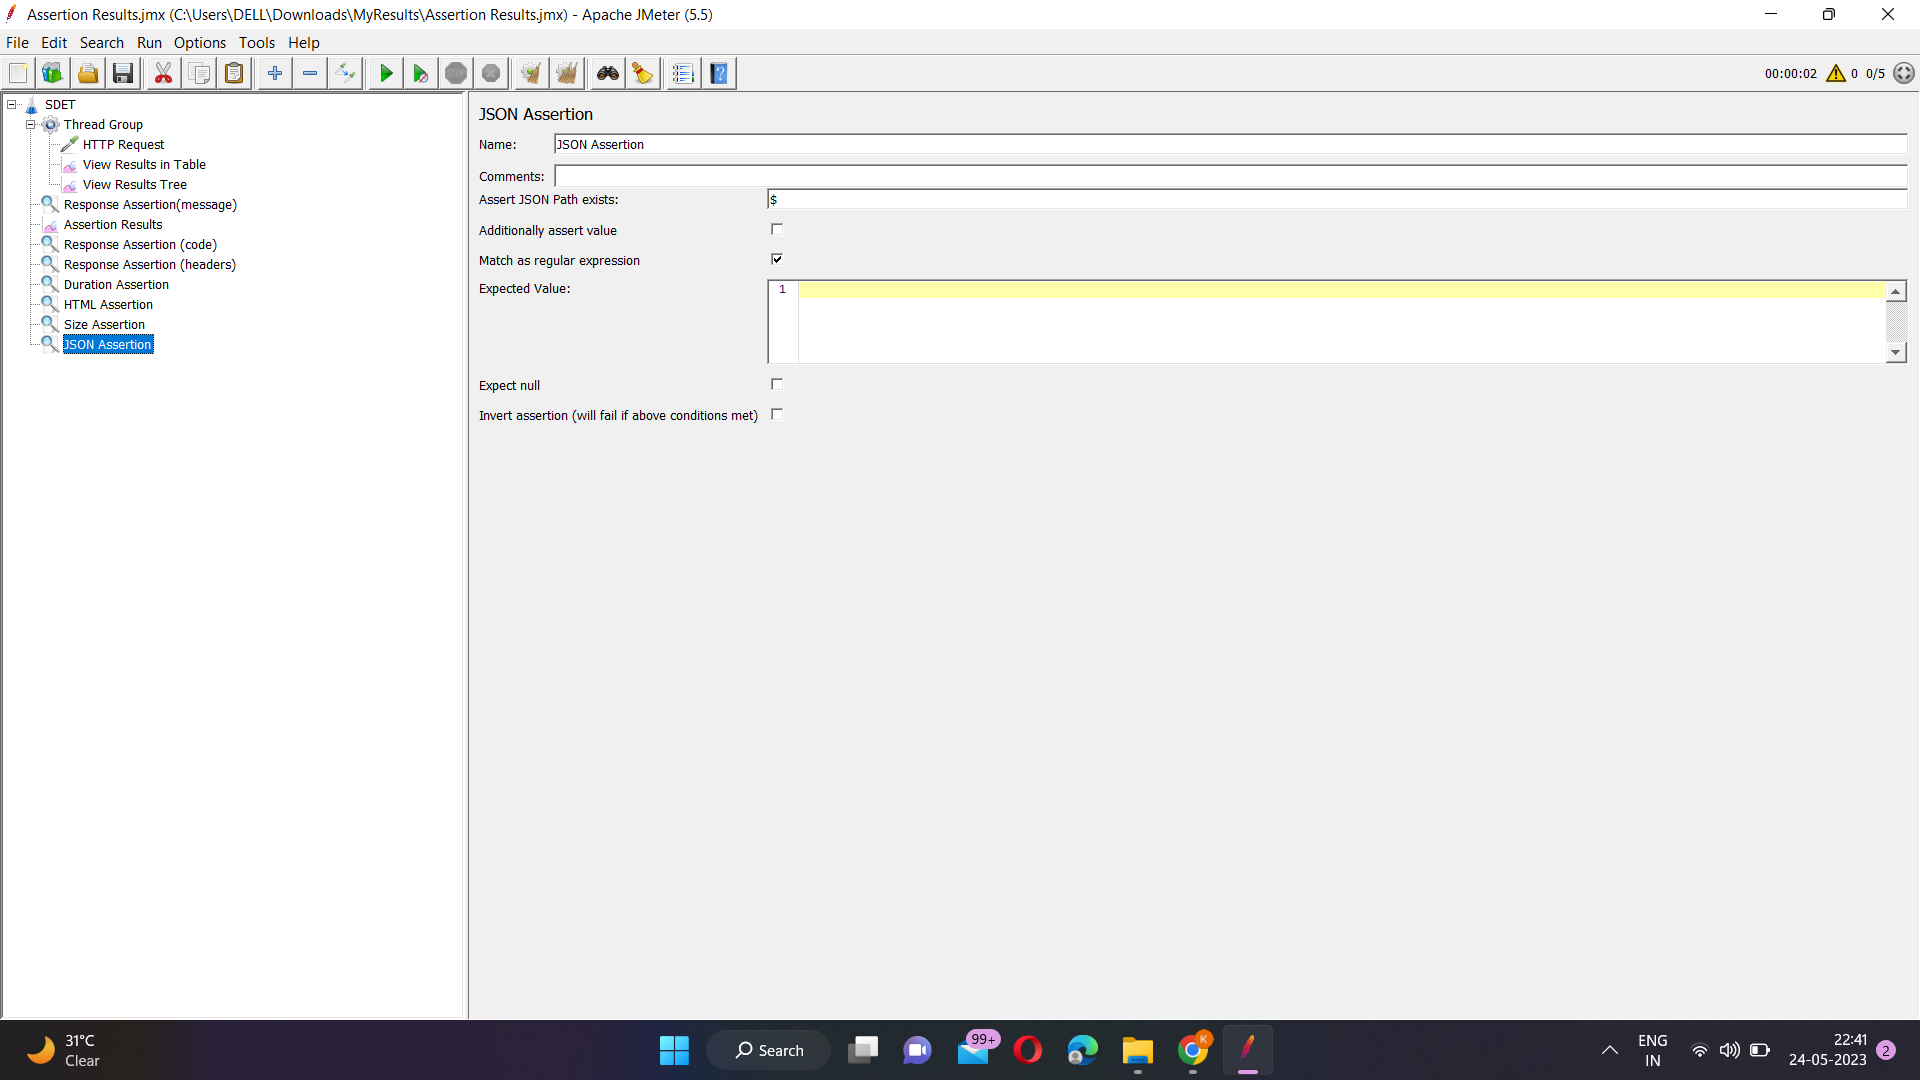 Assertion Results.jmx (C:\Users\DELL\Downloads\MyResults\Assertion Results.jmx) - Apache JMeter (5.5)
File Edit Search Run Options Tools Help
STOP
00:00:02 0 0/5
SDET
Thread Group
HTTP Request
View Results in Table
View Results Tree
Response Assertion(message)
Assertion Results
Response Assertion (code)
Response Assertion (headers)
Duration Assertion
HTML Assertion
Size Assertion
JSON Assertion
JSON Assertion
Name: JSON Assertion
Comments:
Assert JSON Path exists: $
Additionally assert value
Match as regular expression
Expected Value: 1
Expect null
Invert assertion (will fail if above conditions met)
31°C
Clear
Search
99+
K
ENG
IN
22:41
24-05-2023
2